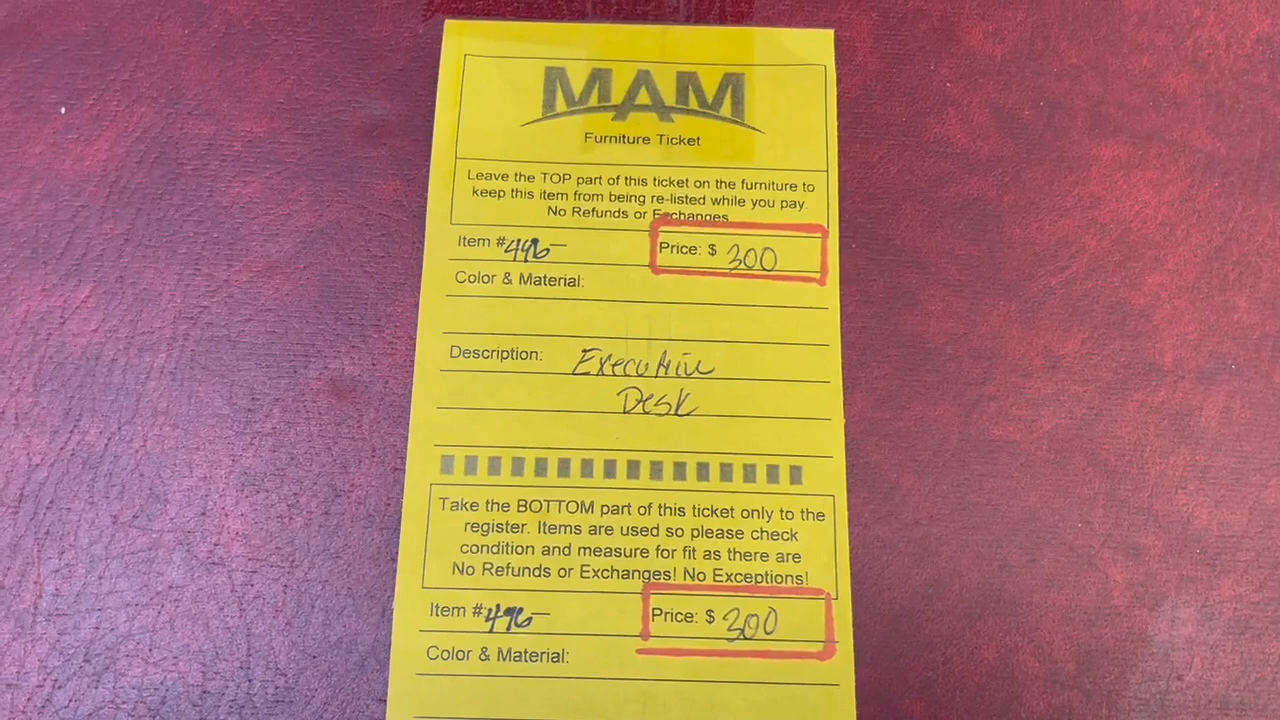 MAM
Furniture Ticket
Leave the TOP part of this ticket on the furniture to
keep this item from being re-listed while you pay.
No Refunds or Exchanges.
Item # 496— Price: $ 300
Color & Material:
Description: Executive
Desk
Take the BOTTOM part of this ticket only to the
register. Items are used so please check
condition and measure for fit as there are
No Refunds or Exchanges! No Exceptions!
Item # 496— Price: $ 300
Color & Material: